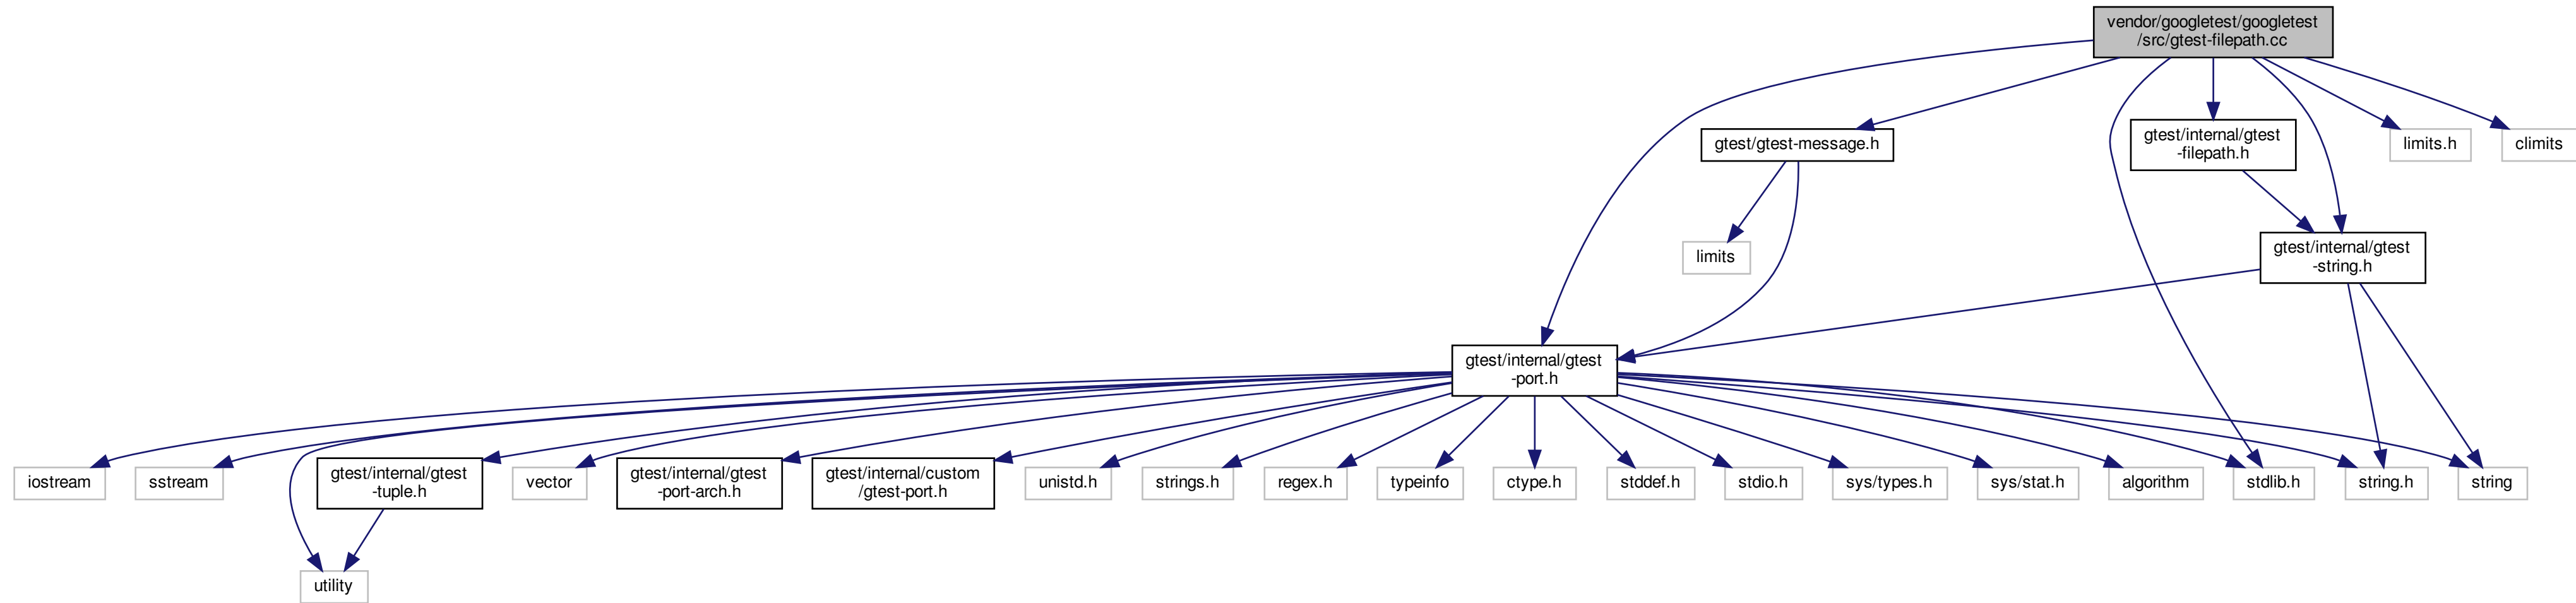 vendor/googletest/googletest
/src/gtest-filepath.cc
gtest/gtest-message.h
gtest/internal/gtest
-filepath.h
limits.h
climits
limits
gtest/internal/gtest
-string.h
gtest/internal/gtest
-port.h
iostream
sstream
gtest/internal/gtest
-tuple.h
vector
gtest/internal/gtest
-port-arch.h
gtest/internal/custom
/gtest-port.h
unistd.h
strings.h
regex.h
typeinfo
ctype.h
stddef.h
stdio.h
sys/types.h
sys/stat.h
algorithm
stdlib.h
string.h
string
utility